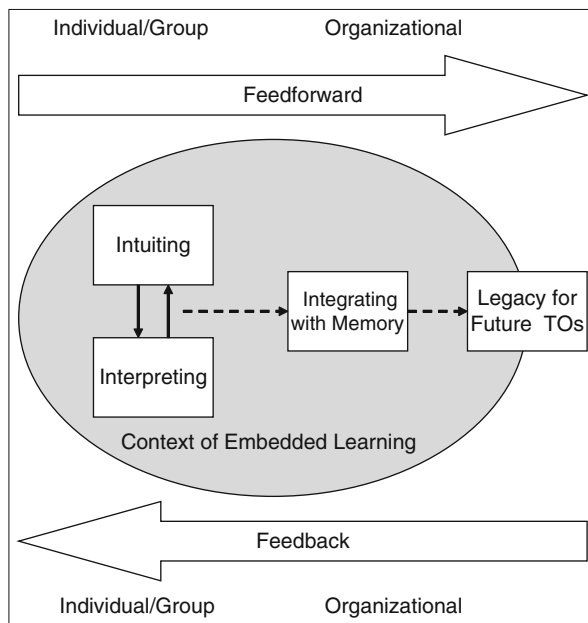 Individual/Group Organizational
Feedforward
Intuiting
Interpreting
Integrating
with Memory
Legacy for
Future TOs
Context of Embedded Learning
Feedback
Individual/Group Organizational